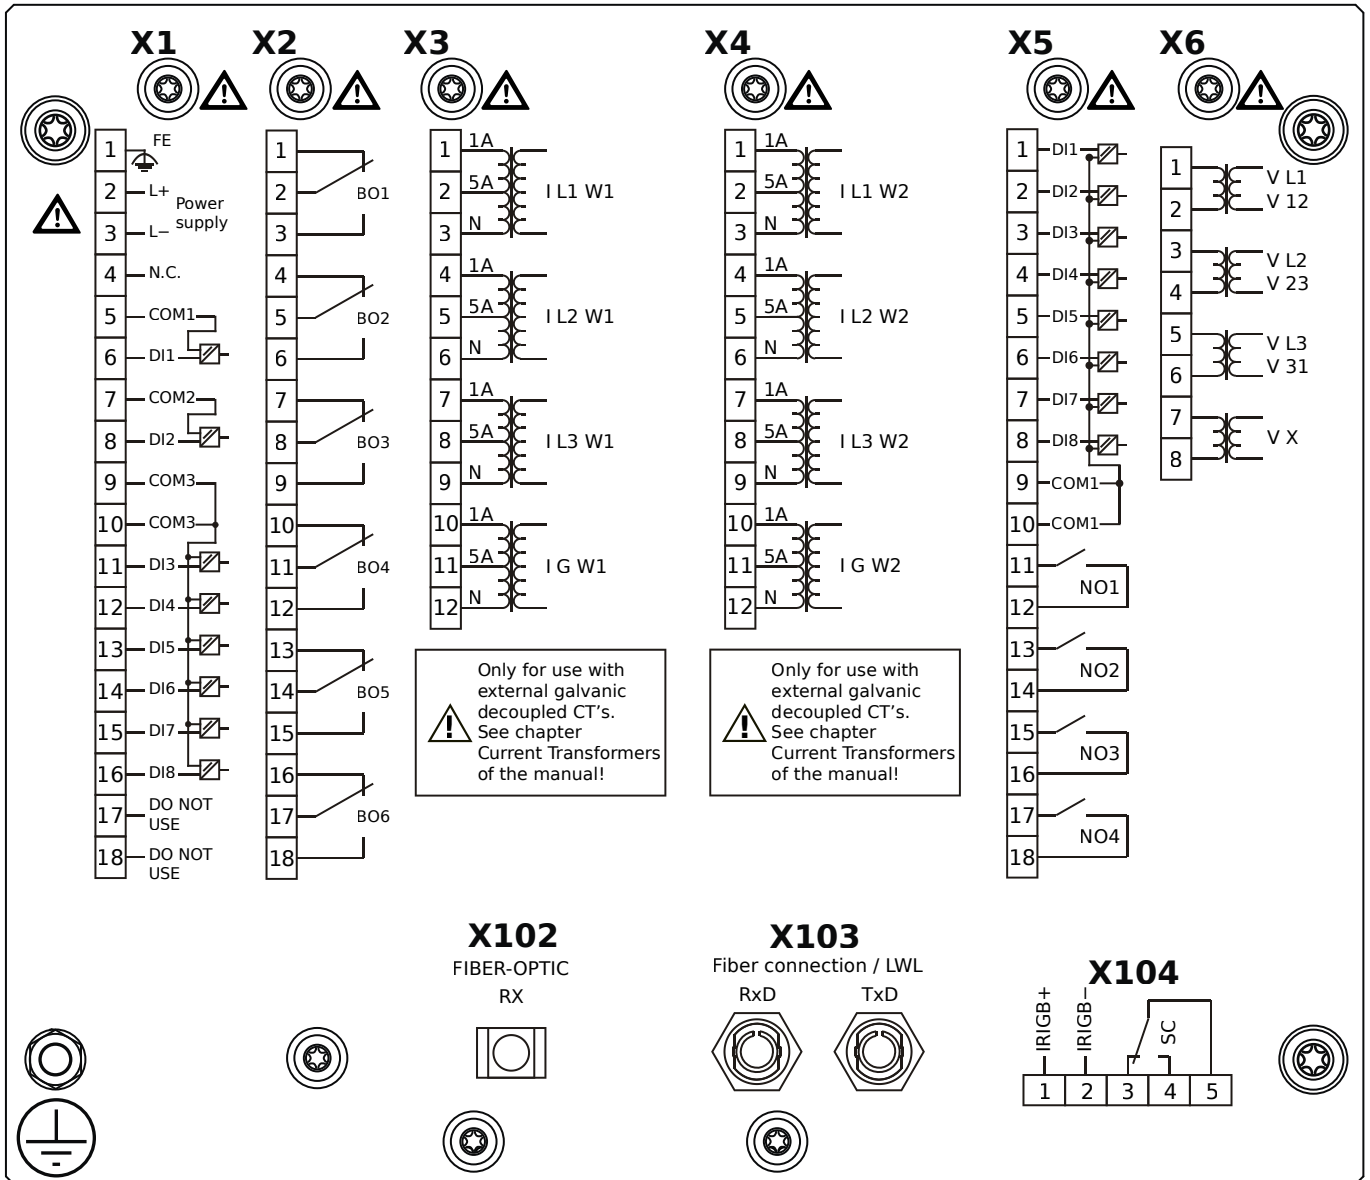 X1 X2 X3 X4 X5 X6
1 FE
2 L+
Power
supply
3 L−
4 N.C.
5 COM1
6 DI1
7 COM2
8 DI2
9 COM3
10 COM3
11 DI3
12 DI4
13 DI5
14 DI6
15 DI7
16 DI8
17 DO NOT
USE
18 DO NOT
USE
1
2 BO1
3
4
5 BO2
6
7
8 BO3
9
10
11 BO4
12
13
14 BO5
15
16
17 BO6
18
1 1A
2 5A I L1 W1
3 N
4 1A
5 5A I L2 W1
6 N
7 1A
8 5A I L3 W1
9 N
10 1A
11 5A I G W1
12 N
Only for use with
external galvanic
decoupled CT's.
See chapter
Current Transformers
of the manual!
1 1A
2 5A I L1 W2
3 N
4 1A
5 5A I L2 W2
6 N
7 1A
8 5A I L3 W2
9 N
10 1A
11 5A I G W2
12 N
Only for use with
external galvanic
decoupled CT's.
See chapter
Current Transformers
of the manual!
1 DI1
2 DI2
3 DI3
4 DI4
5 DI5
6 DI6
7 DI7
8 DI8
9 COM1
10 COM1
11
NO1
12
13
NO2
14
15
NO3
16
17
NO4
18
1 V L1
2 V 12
3 V L2
4 V 23
5 V L3
6 V 31
7
V X
8
X102
FIBER-OPTIC
RX
X103
Fiber connection / LWL
RxD TxD
X104
IRIGB+
IRIGB−
SC
1 2 3 4 5